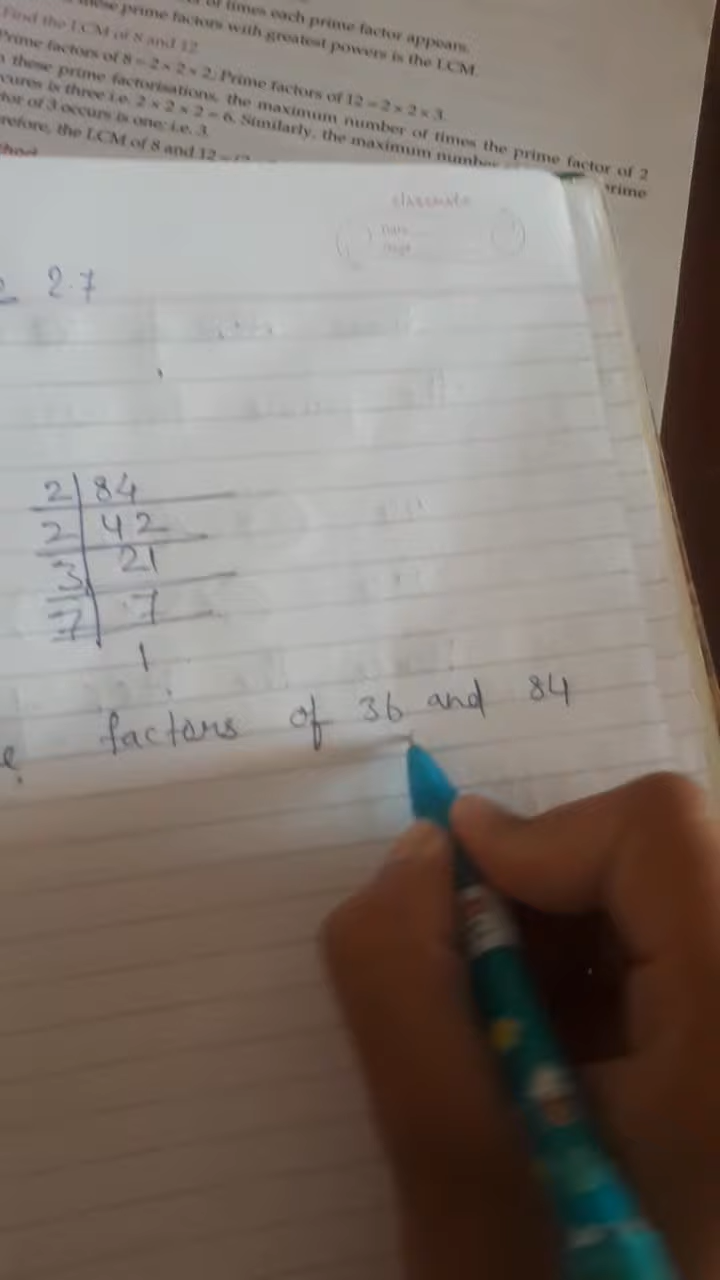 of times each prime factor appears.
these prime factors with greatest powers is the LCM.
Find the LCM of 8 and 12
Prime factors of 8 = 2 × 2 × 2; Prime factors of 12 = 2 × 2 × 3.
these prime factorisations, the maximum number of times the prime factor of 2
is three i.e. 2 × 2 × 2 = 6. Similarly, the maximum number prime
of 3 occurs is one; i.e. 3.
the LCM of 8 and 12
classmate
Date
Page
2.7
2 84
2 42
3 21
7 7
1
factors of 36 and 84